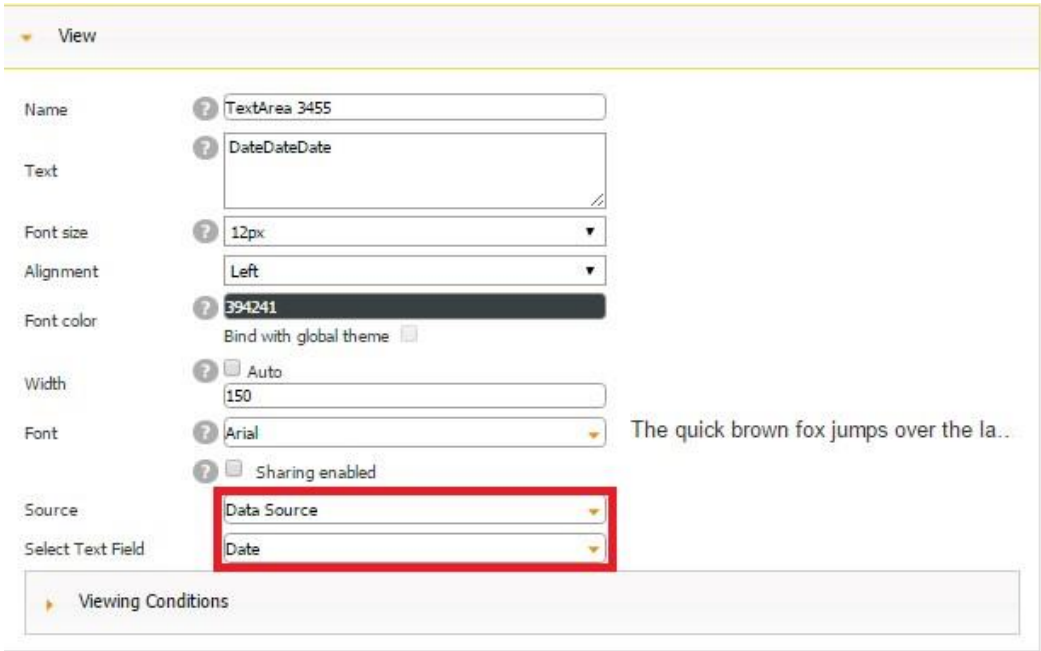 View
Name ? TextArea 3455
Text ? DateDateDate
Font size ? 12px
Alignment Left
Font color ? 394241
Bind with global theme
Width ? Auto
150
Font ? Arial The quick brown fox jumps over the la..
? Sharing enabled
Source Data Source
Select Text Field Date
Viewing Conditions